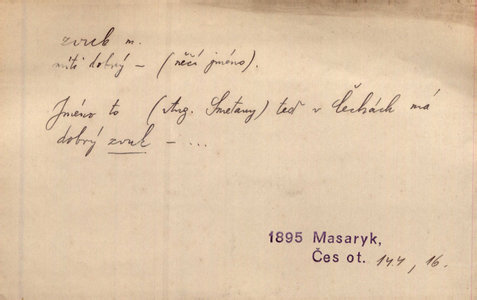 zvuk m.
míti dobrý – (něčí jméno).
Jméno to (Aug. Smetany) teď v Čechách má
dobrý zvuk – ...
1895 Masaryk,
Čes ot. 144, 16.